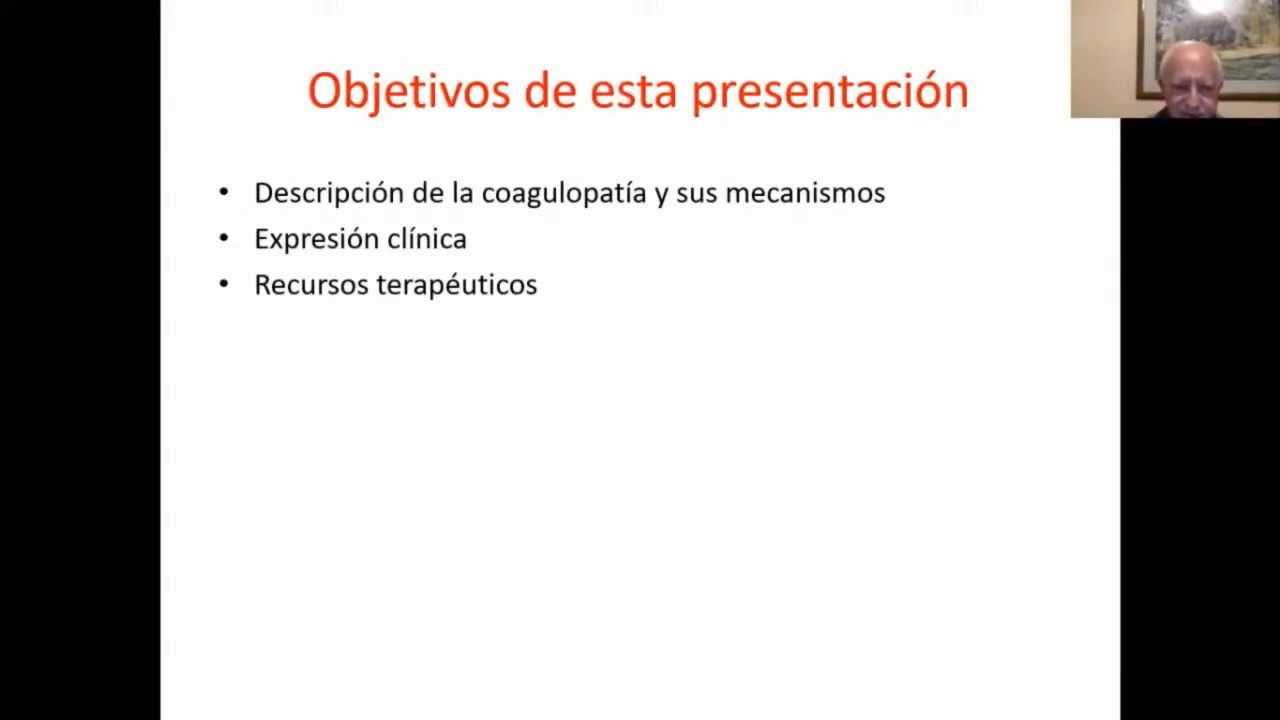 Objetivos de esta presentación
• Descripción de la coagulopatía y sus mecanismos
• Expresión clínica
• Recursos terapéuticos